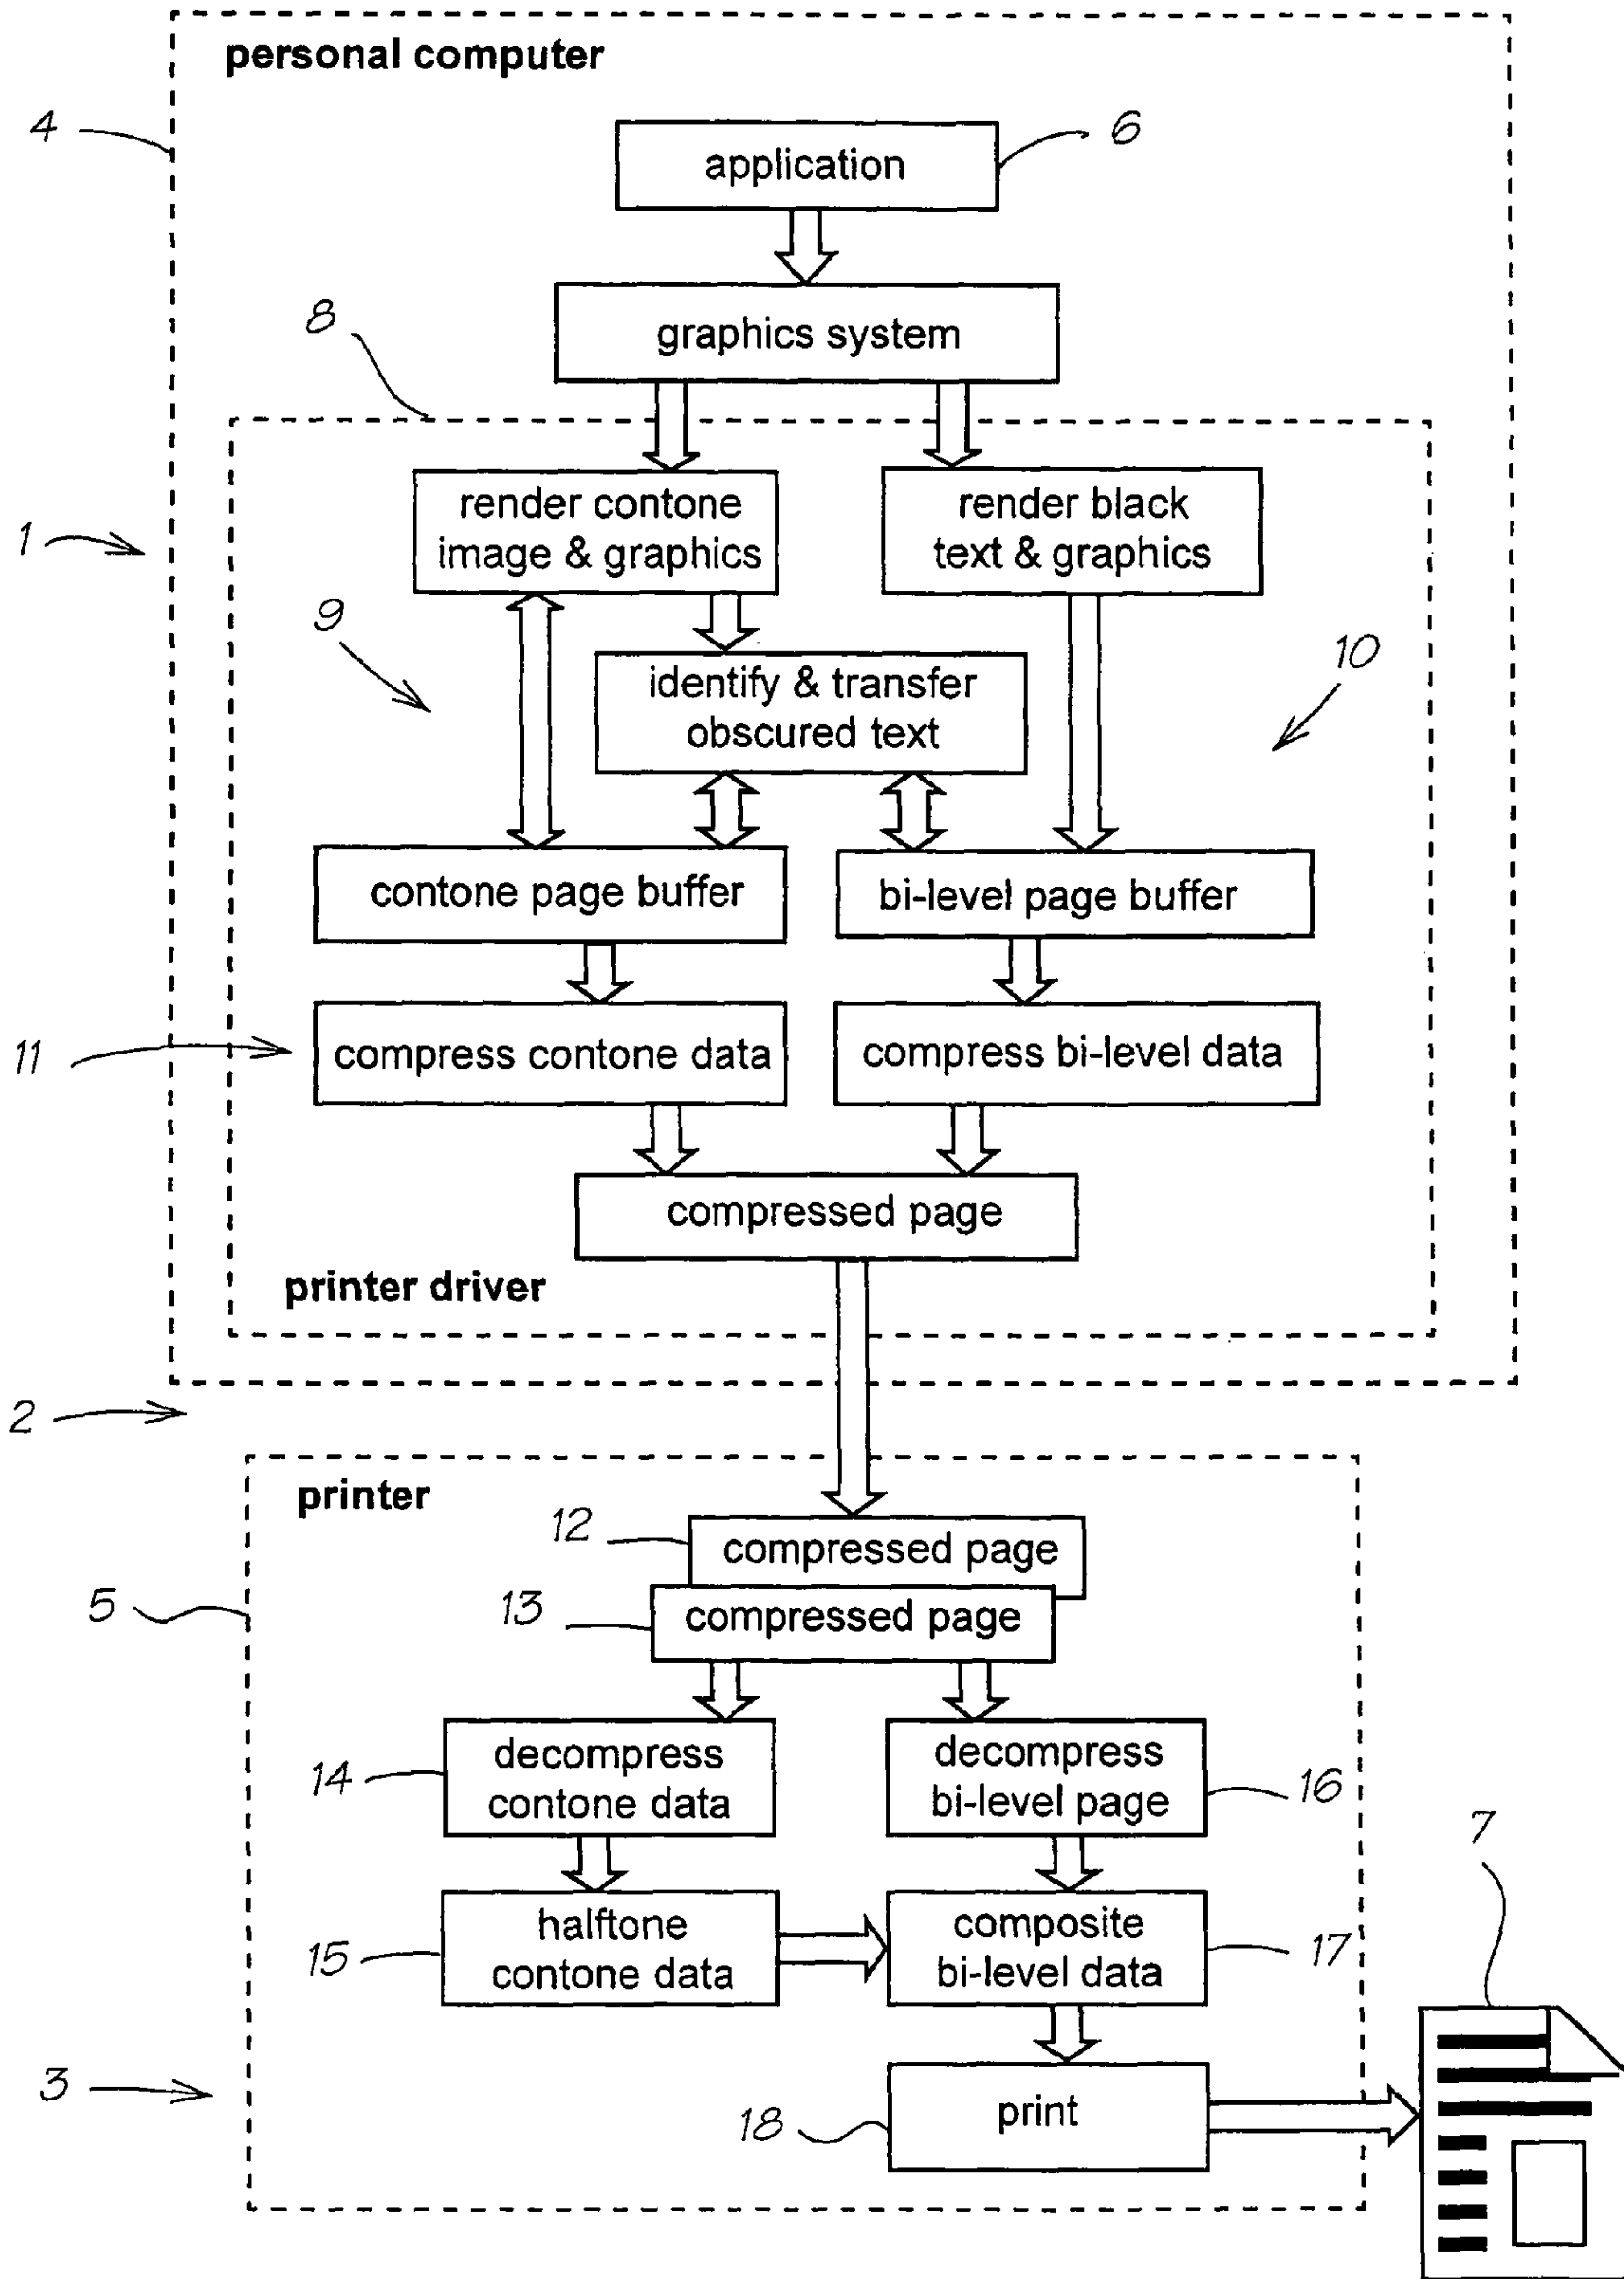 personal computer
4
6
application
8
graphics system
render contone
image & graphics
render black
text & graphics
1
9
identify & transfer
obscured text
10
contone page buffer
bi-level page buffer
11
compress contone data
compress bi-level data
compressed page
printer driver
2
printer
12
compressed page
5
13
compressed page
14
decompress
contone data
decompress
bi-level page
16
7
15
halftone
contone data
composite
bi-level data
17
3
18
print